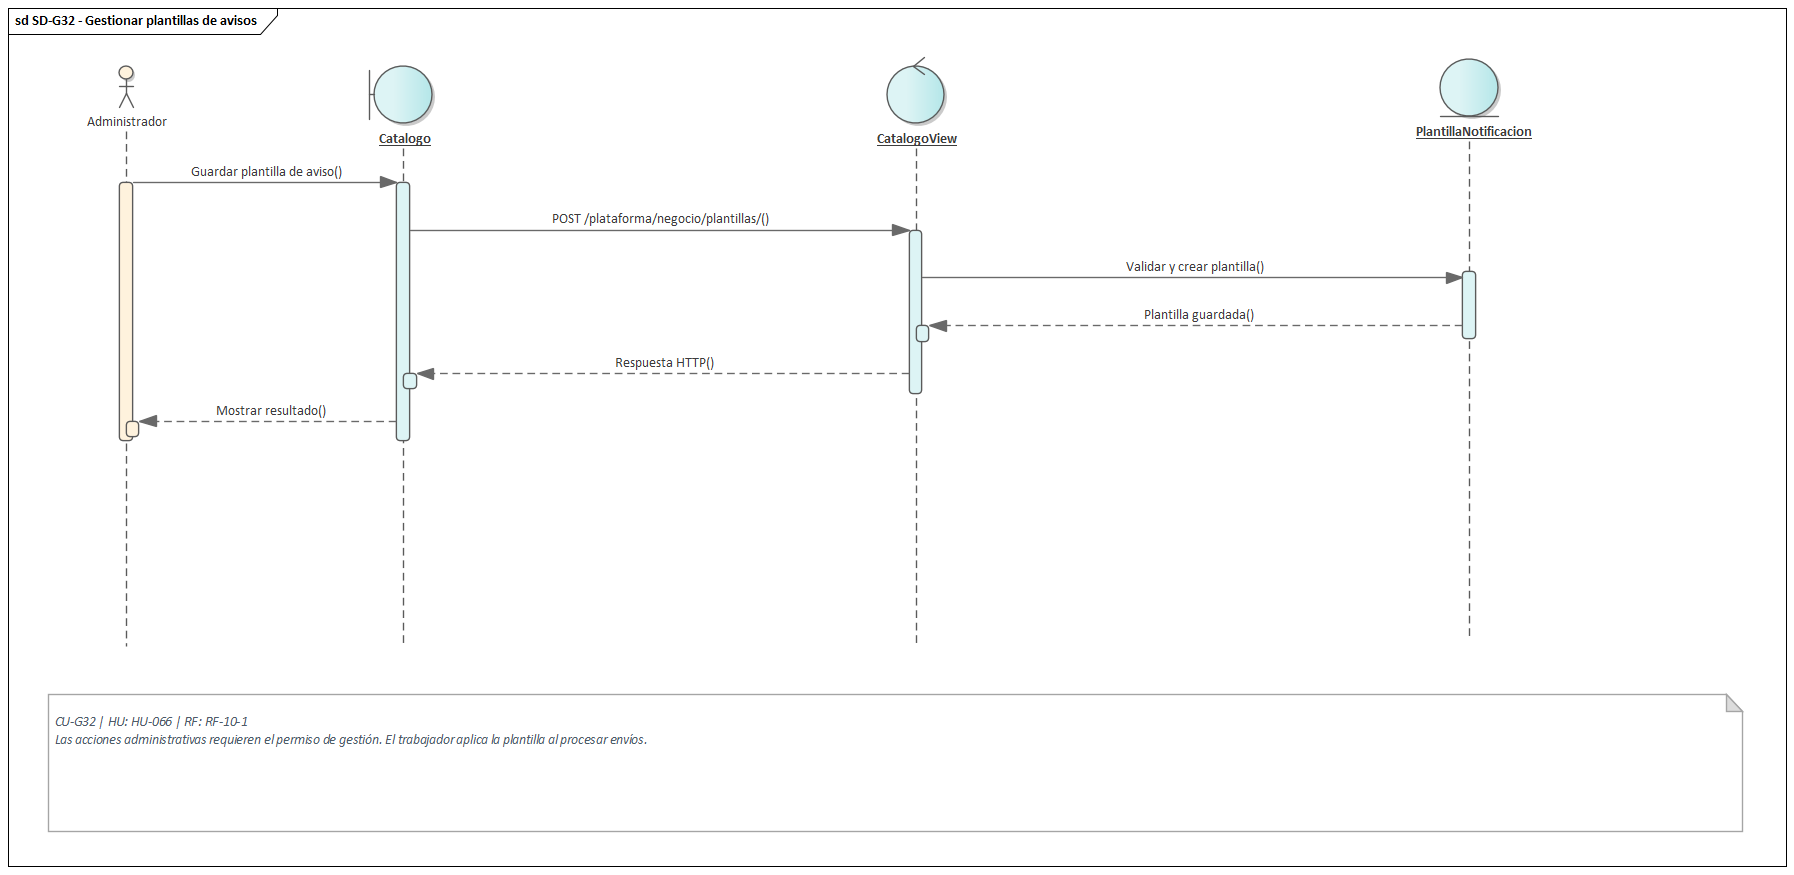 sd SD-G32 - Gestionar plantillas de avisos
Administrador
Catalogo
CatalogoView
PlantillaNotificacion
Guardar plantilla de aviso()
POST /plataforma/negocio/plantillas/()
Validar y crear plantilla()
Plantilla guardada()
Respuesta HTTP()
Mostrar resultado()
CU-G32 | HU: HU-066 | RF: RF-10-1
Las acciones administrativas requieren el permiso de gestión. El trabajador aplica la plantilla al procesar envíos.